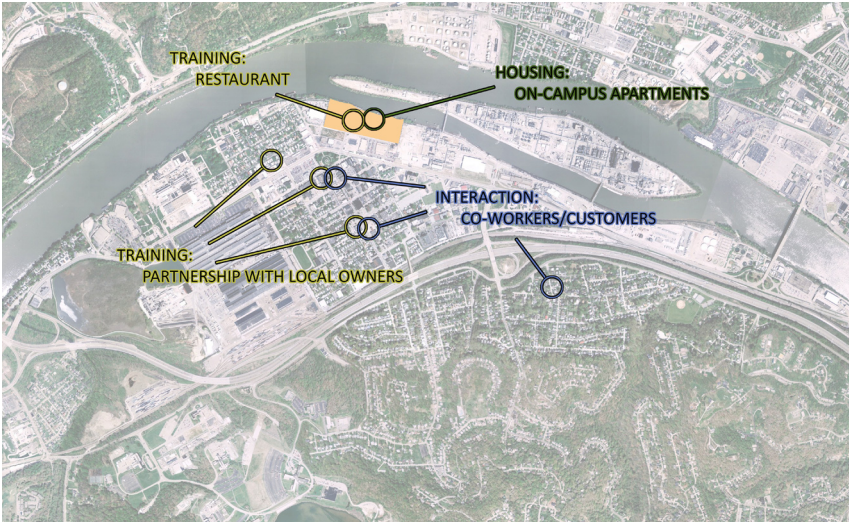 TRAINING:
RESTAURANT
HOUSING:
ON-CAMPUS APARTMENTS
INTERACTION:
CO-WORKERS/CUSTOMERS
TRAINING:
PARTNERSHIP WITH LOCAL OWNERS